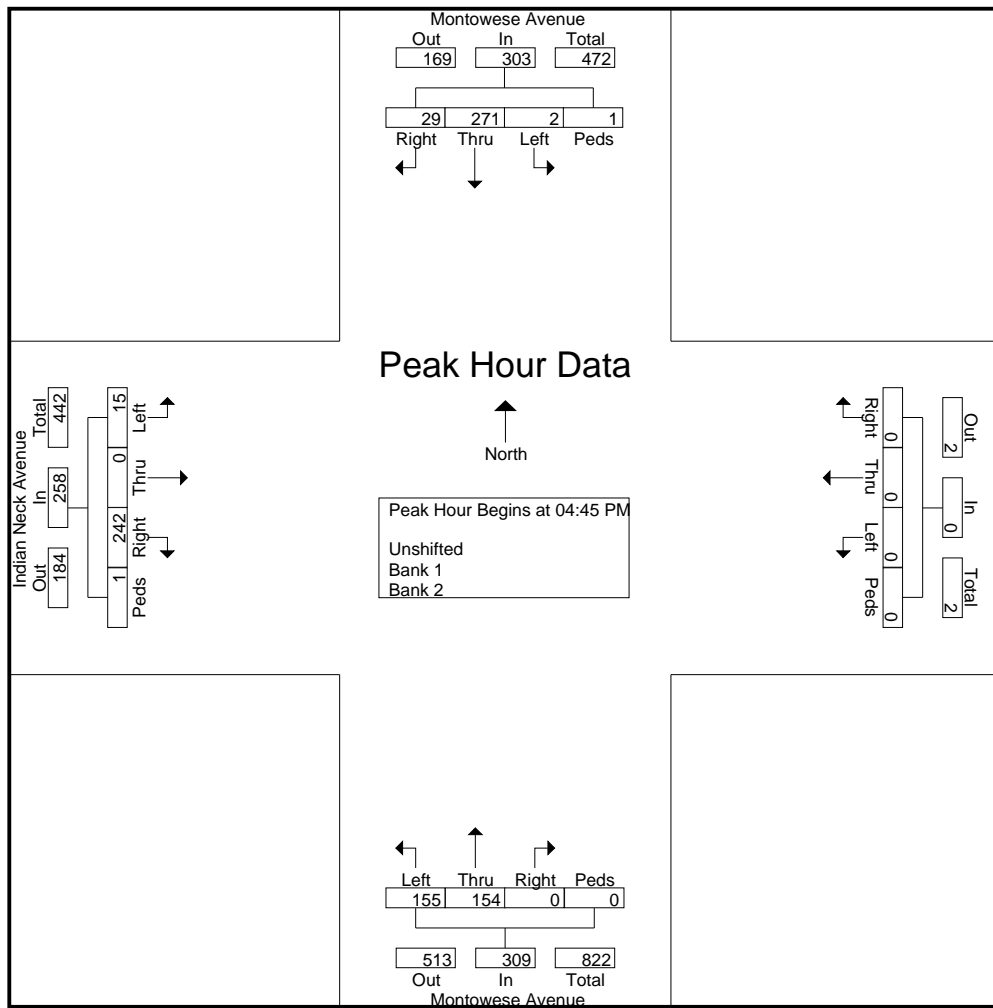 Montowese Avenue
Out In Total
169 303 472
29 271 2 1
Right Thru Left Peds
Peak Hour Data
North
Peak Hour Begins at 04:45 PM
Unshifted
Bank 1
Bank 2
Indian Neck Avenue
Out In Total
184 258 442
1 242 0 15
Peds Right Thru Left
Out In Total
2 0 2
0 0 0 0
Right Thru Left Peds
Left Thru Right Peds
155 154 0 0
513 309 822
Out In Total
Montowese Avenue